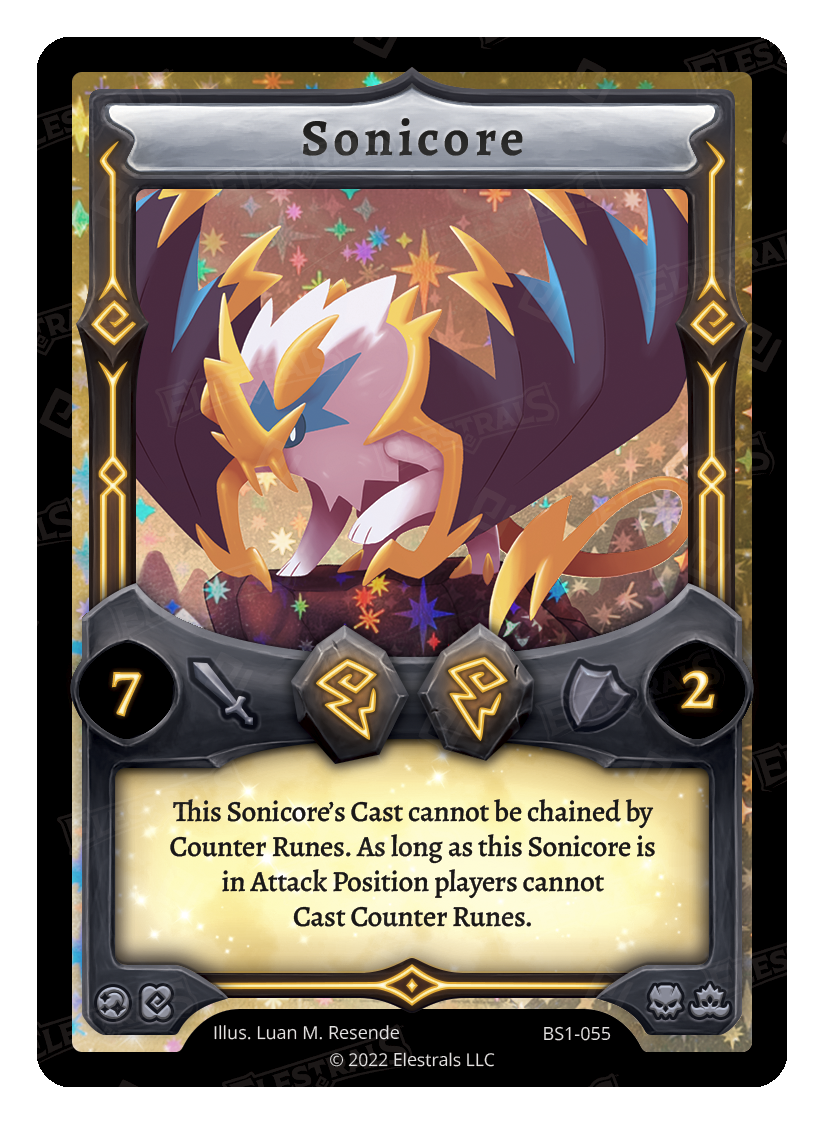 Sonicore
7
2
This Sonicore's Cast cannot be chained by
Counter Runes. As long as this Sonicore is
in Attack Position players cannot
Cast Counter Runes.
Illus. Luan M. Resende
BS1-055
© 2022 Elestrals LLC
ELESTRALS